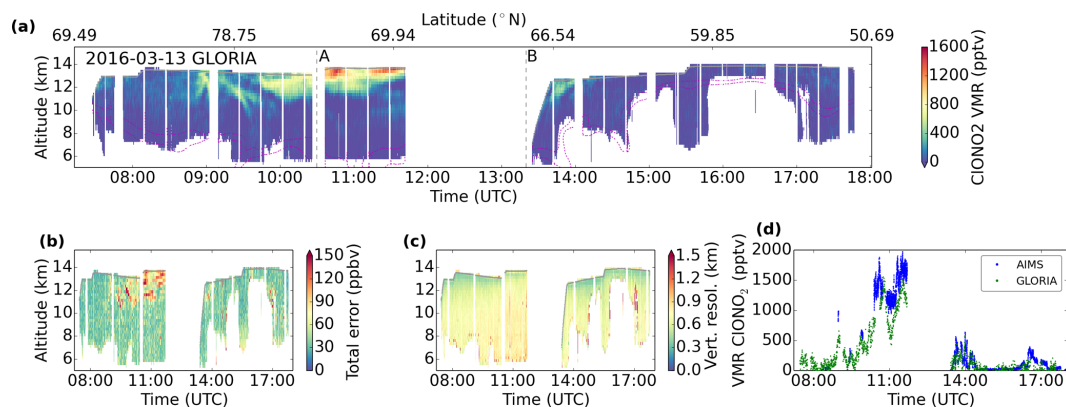 Latitude (°N)
(a)
69.49 78.75 69.94 66.54 59.85 50.69
2016-03-13 GLORIA A B
14
12
10
8
6
Altitude (km)
08:00 09:00 10:00 11:00 12:00 13:00 14:00 15:00 16:00 17:00 18:00
Time (UTC)
1600
1200
800
400
0
ClONO2 VMR (pptv)
(b)
14
12
10
8
6
Altitude (km)
08:00 11:00 14:00 17:00
Time (UTC)
150
120
90
60
30
0
Total error (ppbv)
(c)
14
12
10
8
6
08:00 11:00 14:00 17:00
Time (UTC)
1.5
1.2
0.9
0.6
0.3
0.0
Vert. resol. (km)
(d)
2000
1500
1000
500
0
VMR ClONO2 (pptv)
AIMS
GLORIA
08:00 11:00 14:00 17:00
Time (UTC)